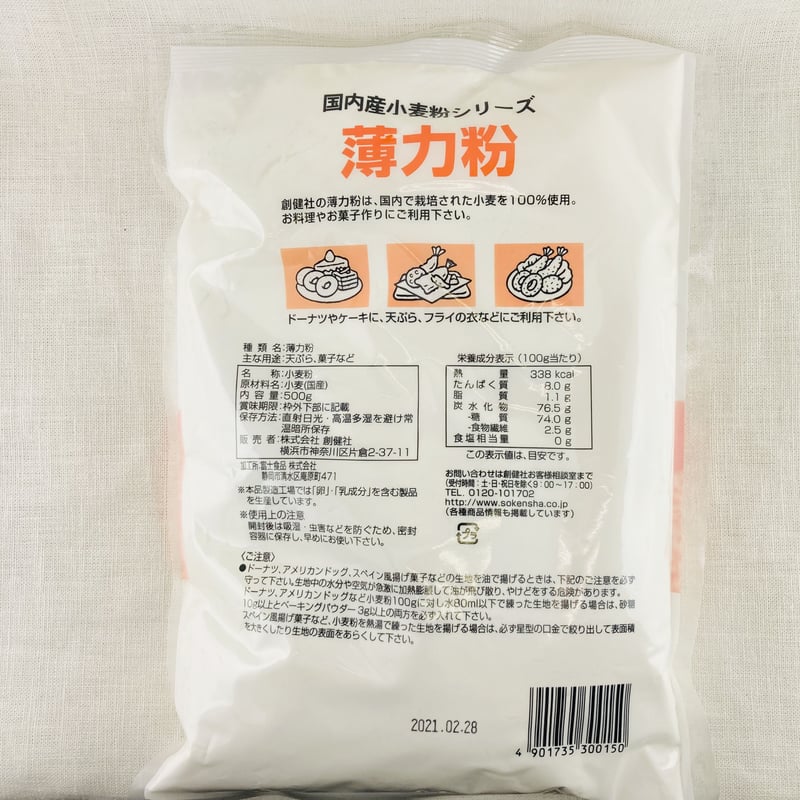 国内産小麦粉シリーズ
薄力粉
創健社の薄力粉は、国内で栽培された小麦を100%使用。
お料理やお菓子作りにご利用下さい。
ドーナツやケーキに、天ぷら、フライの衣などにご利用下さい。
種 類 名:薄力粉
主な用途:天ぷら、菓子など
名 称:小麦粉
原材料名:小麦(国産)
内 容 量:500g
賞味期限:枠外下部に記載
保存方法:直射日光・高温多湿を避け常
温暗所保存
販 売 者:株式会社 創健社
横浜市神奈川区片倉2-37-11
加工所:富士食品 株式会社
静岡市清水区庵原町471
※本品製造工場では「卵」・「乳成分」を含む製品
を生産しています。
※使用上の注意
開封後は吸湿・虫害などを防ぐため、密封
容器に保存し、早めにお使い下さい。
栄養成分表示(100g当たり)
熱 量 338 kcal
たんぱく質 8.0 g
脂 質 1.1 g
炭水化物 76.5 g
-糖 質 74.0 g
-食物繊維 2.5 g
食塩相当量 0 g
この表示値は、目安です。
お問い合わせは創健社お客様相談室まで
(受付時間:土・日・祝日を除く9:00〜17:00)
TEL. 0120-101702
http://www.sokensha.co.jp
(各種商品情報も掲載しています)
プラ
〈ご注意〉
●ドーナツ、アメリカンドッグ、スペイン風揚げ菓子などの生地を油で揚げるときは、下記のご注意を必ず
守って下さい。生地中の水分や空気が急激に加熱膨脹して油が飛び散り、やけどをする危険があります。
ドーナツ、アメリカンドッグなど小麦粉100gに対し水80ml以下で練った生地を揚げる場合は、砂糖
10g以上とベーキングパウダー3g以上の両方を必ず入れて下さい。
スペイン風揚げ菓子など、小麦粉を熱湯で練った生地を揚げる場合は、必ず星型の口金で絞り出して表面積
を大きくしたり生地の表面をあらくして下さい。
2021.02.28
4 901735 300150